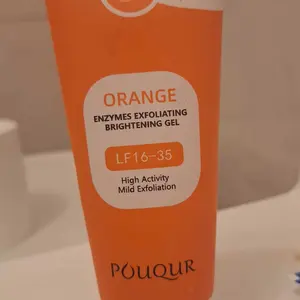 ORANGE
ENZYMES EXFOLIATING
BRIGHTENING GEL
LF16-35
High Activity
Mild Exfoliation
POUQUR